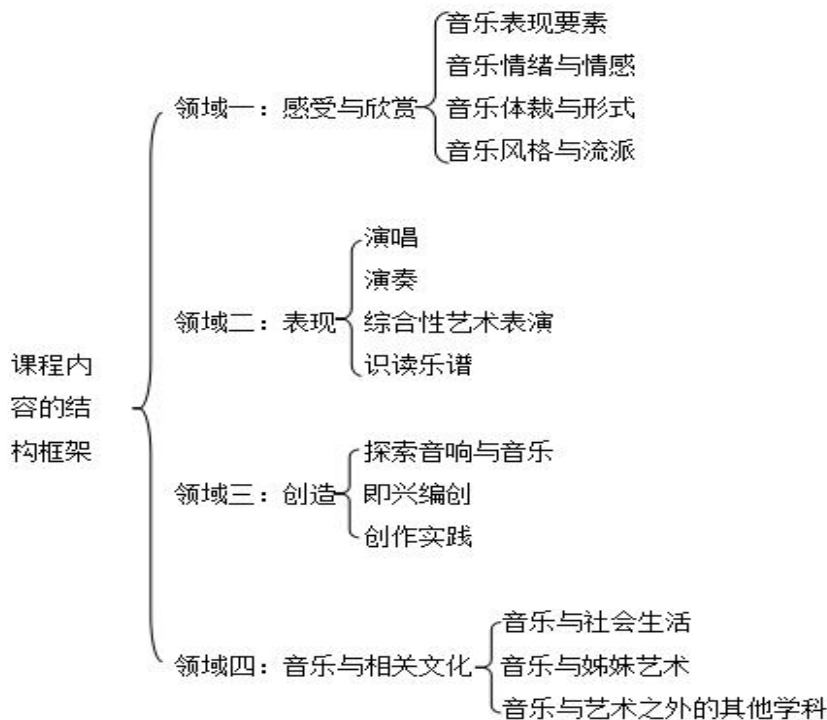 课程内
容的结
构框架
领域一：感受与欣赏
音乐表现要素
音乐情绪与情感
音乐体裁与形式
音乐风格与流派
领域二：表现
演唱
演奏
综合性艺术表演
识读乐谱
领域三：创造
探索音响与音乐
即兴编创
创作实践
领域四：音乐与相关文化
音乐与社会生活
音乐与姊妹艺术
音乐与艺术之外的其他学科